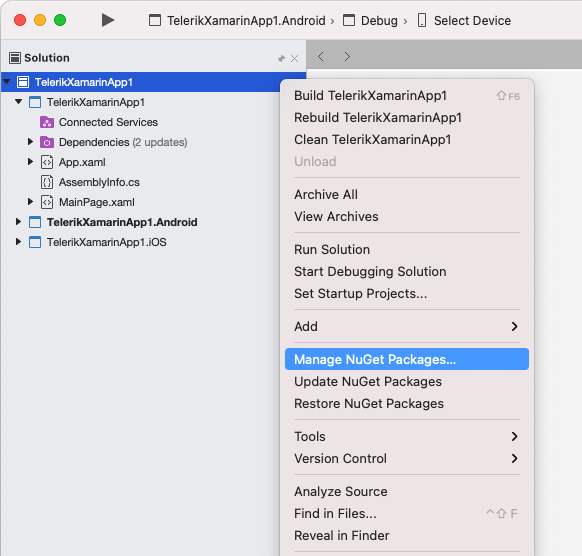 TelerikXamarinApp1.Android › Debug › Select Device
Solution
TelerikXamarinApp1
TelerikXamarinApp1
Connected Services
Dependencies (2 updates)
App.xaml
AssemblyInfo.cs
MainPage.xaml
TelerikXamarinApp1.Android
TelerikXamarinApp1.iOS
Build TelerikXamarinApp1 ⇧F6
Rebuild TelerikXamarinApp1
Clean TelerikXamarinApp1
Unload
Archive All
View Archives
Run Solution
Start Debugging Solution
Set Startup Projects...
Add
Manage NuGet Packages...
Update NuGet Packages
Restore NuGet Packages
Tools
Version Control
Analyze Source
Find in Files... ^⇧ F
Reveal in Finder